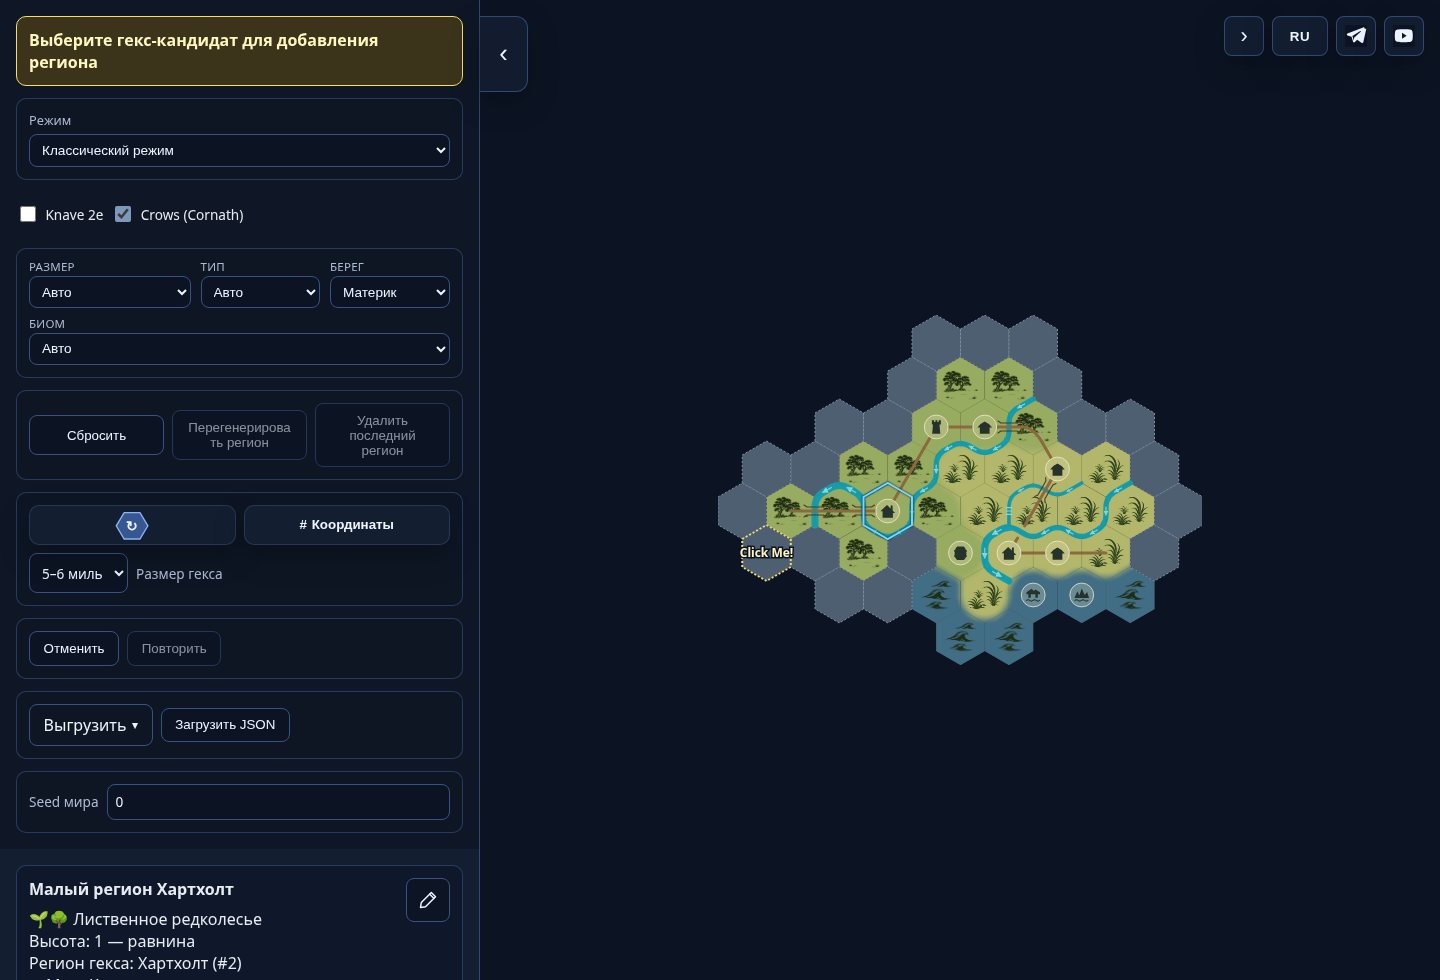 Выберите гекс-кандидат для добавления
региона
‹
›
RU
Режим
Классический режим
Knave 2e
Crows (Cornath)
РАЗМЕР
ТИП
БЕРЕГ
Авто
Авто
Материк
БИОМ
Авто
Сбросить
Перегенерирова
ть регион
Удалить
последний
регион
↻
# Координаты
5–6 миль
Размер гекса
Отменить
Повторить
Выгрузить ▾
Загрузить JSON
Seed мира
0
Малый регион Хартхолт
🌱🌳 Лиственное редколесье
Высота: 1 — равнина
Регион гекса: Хартхолт (#2)
Click Me!